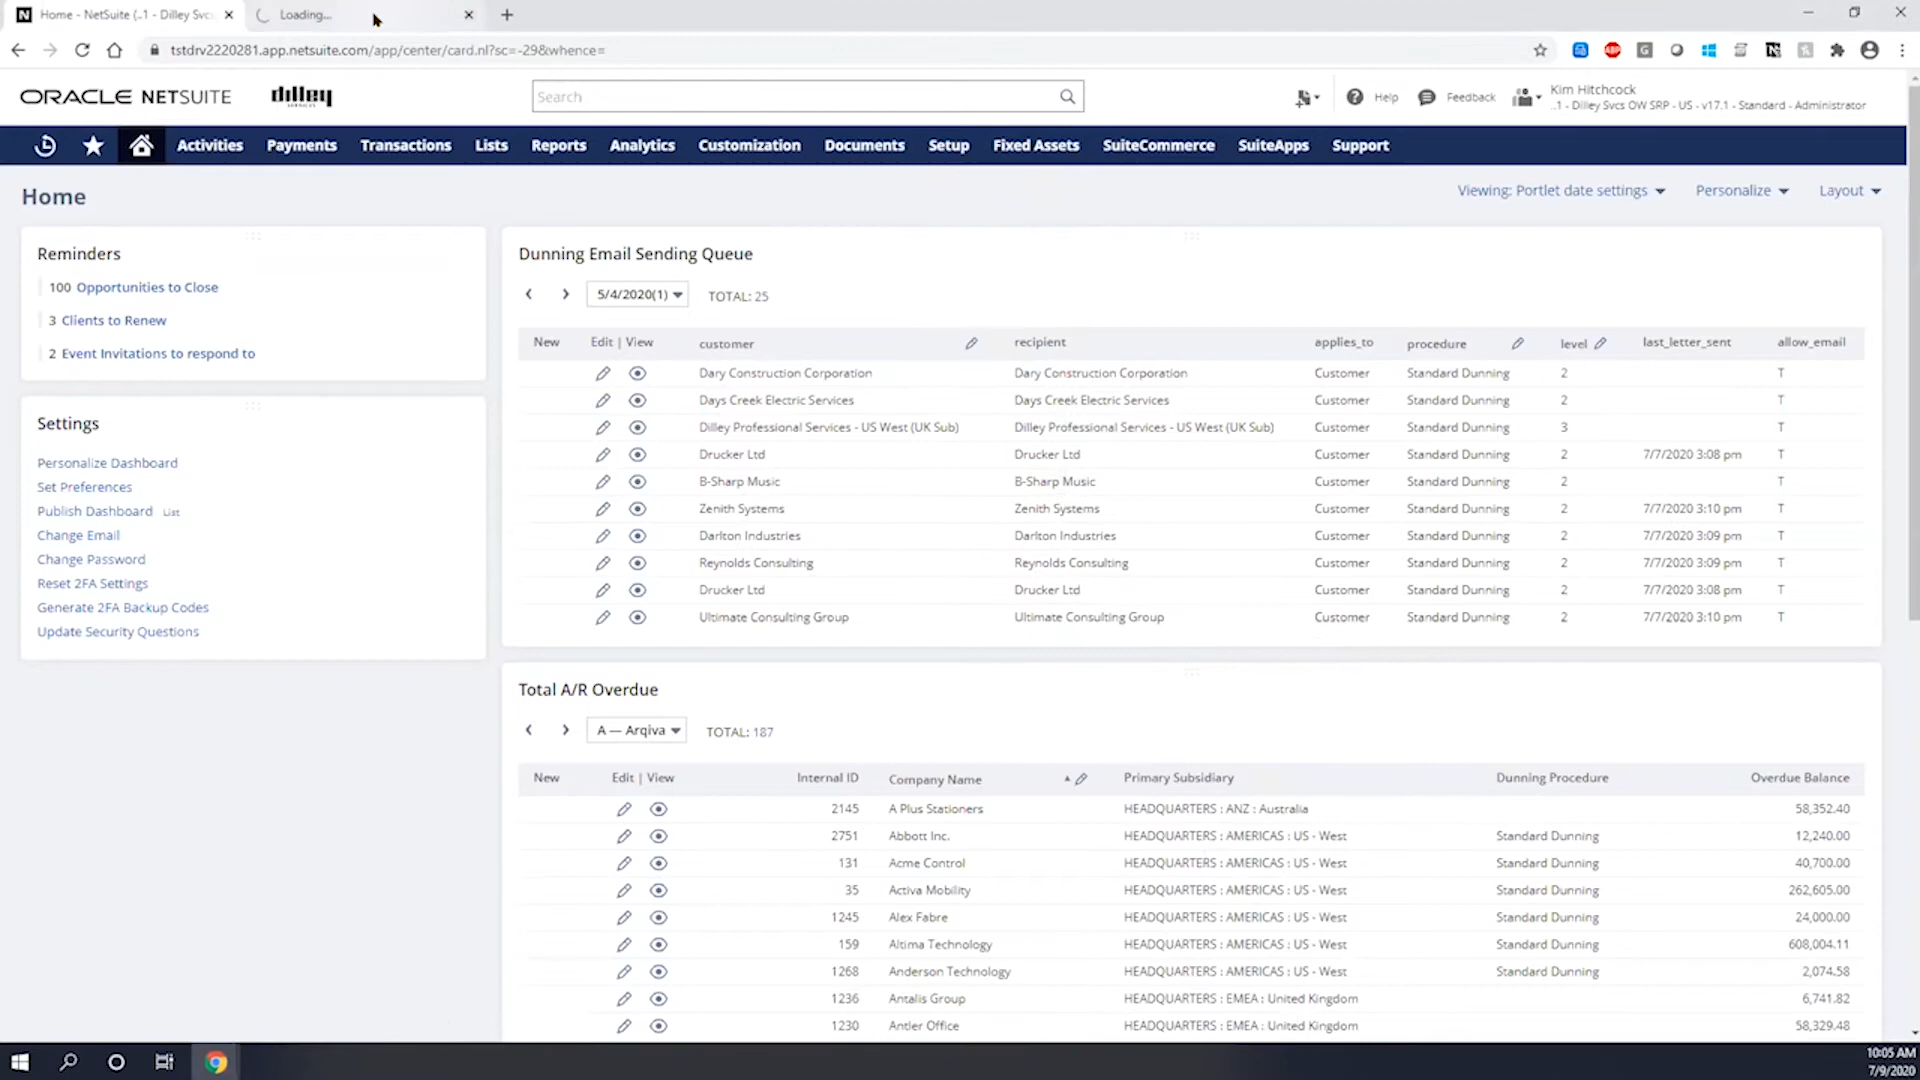 Home - NetSuite (..1 - Dilley Svcs
Loading...
tstdrv2220281.app.netsuite.com/app/center/card.nl?sc=-29&whence=
ORACLE NETSUITE
dilley
SERVICES
Search
Help
Feedback
Kim Hitchcock
..1 - Dilley Svcs OW SRP - US - v17.1 - Standard - Administrator
Activities Payments Transactions Lists Reports Analytics Customization Documents Setup Fixed Assets SuiteCommerce SuiteApps Support
Home
Viewing: Portlet date settings Personalize Layout
Reminders
100 Opportunities to Close
3 Clients to Renew
2 Event Invitations to respond to
Settings
Personalize Dashboard
Set Preferences
Publish Dashboard List
Change Email
Change Password
Reset 2FA Settings
Generate 2FA Backup Codes
Update Security Questions
Dunning Email Sending Queue
5/4/2020(1) TOTAL: 25
New Edit | View customer recipient applies_to procedure level last_letter_sent allow_email
Dary Construction Corporation Dary Construction Corporation Customer Standard Dunning 2 T
Days Creek Electric Services Days Creek Electric Services Customer Standard Dunning 2 T
Dilley Professional Services - US West (UK Sub) Dilley Professional Services - US West (UK Sub) Customer Standard Dunning 3 T
Drucker Ltd Drucker Ltd Customer Standard Dunning 2 7/7/2020 3:08 pm T
B-Sharp Music B-Sharp Music Customer Standard Dunning 2 T
Zenith Systems Zenith Systems Customer Standard Dunning 2 7/7/2020 3:10 pm T
Darlton Industries Darlton Industries Customer Standard Dunning 2 7/7/2020 3:09 pm T
Reynolds Consulting Reynolds Consulting Customer Standard Dunning 2 7/7/2020 3:09 pm T
Drucker Ltd Drucker Ltd Customer Standard Dunning 2 7/7/2020 3:08 pm T
Ultimate Consulting Group Ultimate Consulting Group Customer Standard Dunning 2 7/7/2020 3:10 pm T
Total A/R Overdue
A — Arqiva TOTAL: 187
New Edit | View Internal ID Company Name Primary Subsidiary Dunning Procedure Overdue Balance
2145 A Plus Stationers HEADQUARTERS : ANZ : Australia 58,352.40
2751 Abbott Inc. HEADQUARTERS : AMERICAS : US - West Standard Dunning 12,240.00
131 Acme Control HEADQUARTERS : AMERICAS : US - West Standard Dunning 40,700.00
35 Activa Mobility HEADQUARTERS : AMERICAS : US - West Standard Dunning 262,605.00
1245 Alex Fabre HEADQUARTERS : AMERICAS : US - West Standard Dunning 24,000.00
159 Altima Technology HEADQUARTERS : AMERICAS : US - West Standard Dunning 608,004.11
1268 Anderson Technology HEADQUARTERS : AMERICAS : US - West Standard Dunning 2,074.58
1236 Antalis Group HEADQUARTERS : EMEA : United Kingdom 6,741.82
1230 Antler Office HEADQUARTERS : EMEA : United Kingdom 58,329.48
10:05 AM
7/9/2020